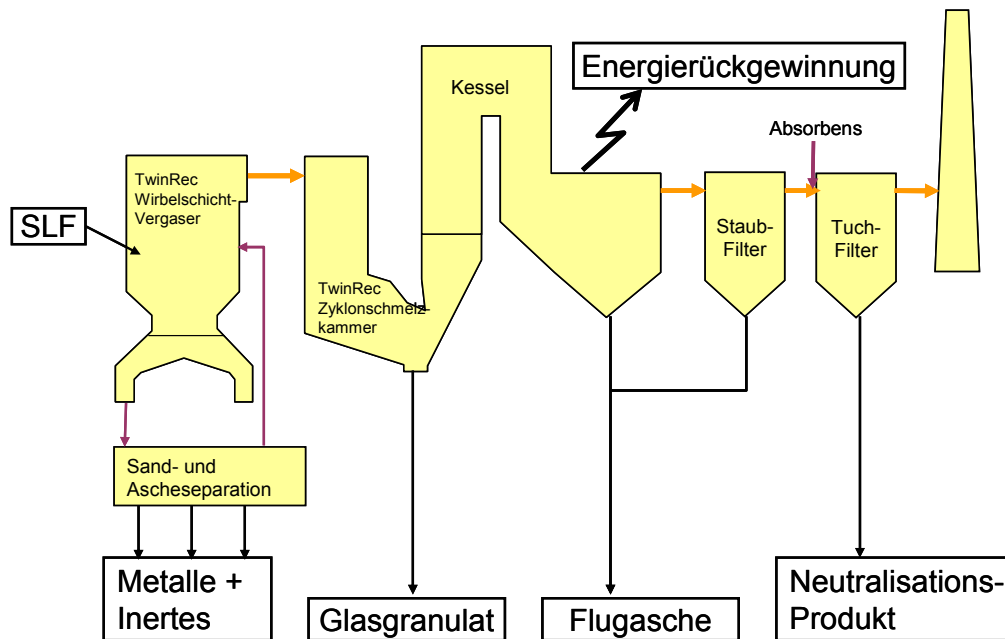 Energierückgewinnung
Kessel
Absorbens
TwinRec
Wirbelschicht-
Vergaser
SLF
Staub-
Filter
Tuch-
Filter
TwinRec
Zyklonschmelz-
kammer
Sand- und
Ascheseparation
Metalle +
Inertes
Glasgranulat
Flugasche
Neutralisations-
Produkt